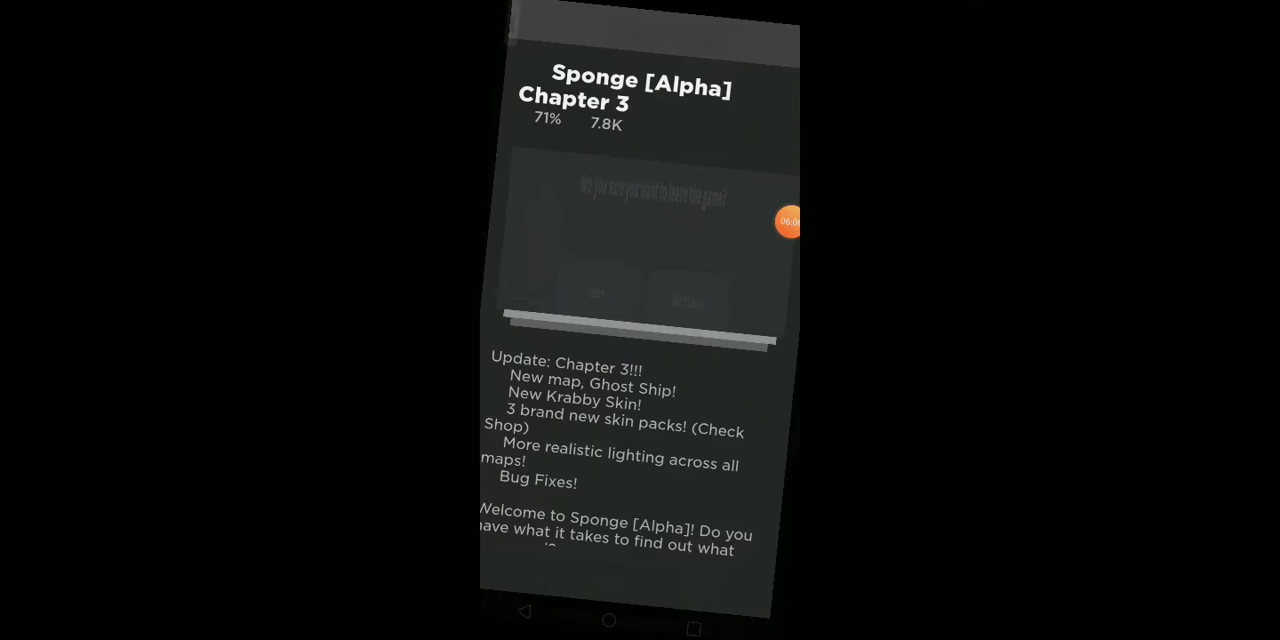 Sponge [Alpha]
Chapter 3
71% 7.8K
Are you sure you want to leave the game?
06:0
Update: Chapter 3!!!
New map, Ghost Ship!
New Krabby Skin!
3 brand new skin packs! (Check
Shop)
More realistic lighting across all
maps!
Bug Fixes!
Welcome to Sponge [Alpha]! Do you
have what it takes to find out what